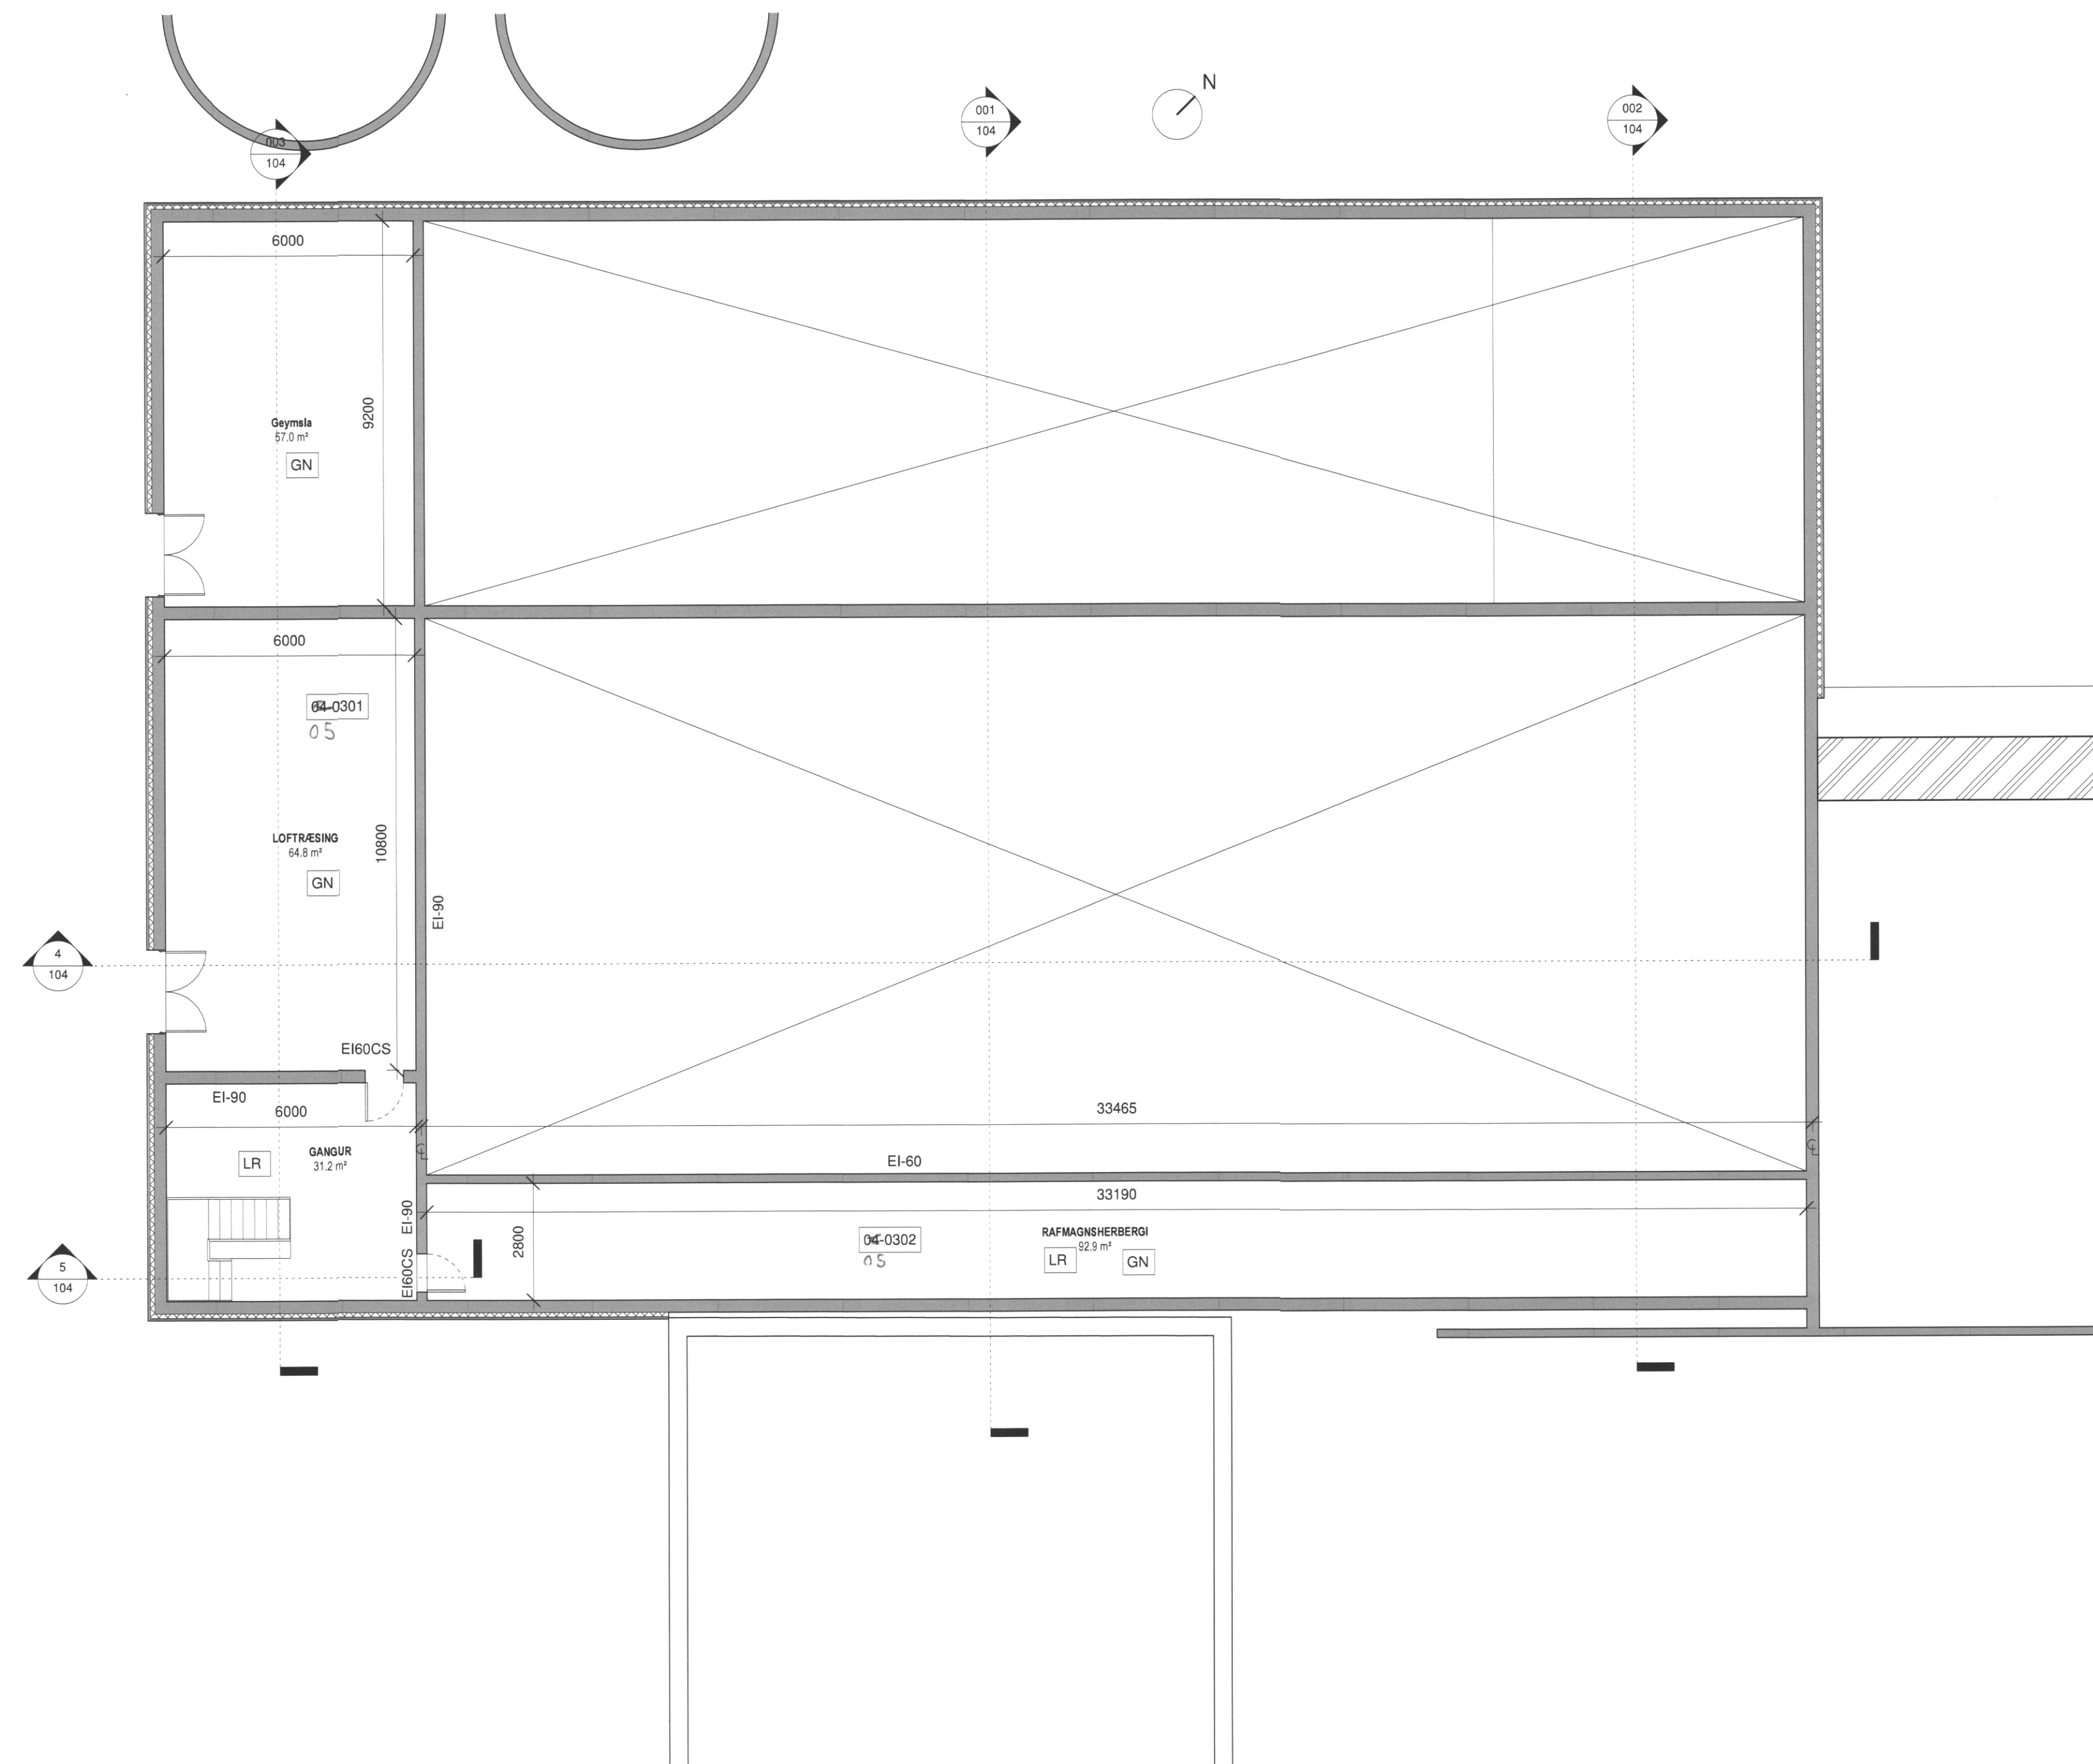 N
001
104
002
104
003
104
6000
9200
Geymsla
57.0 m²
GN
6000
04-0301
05
LOFTRÆSING
64.8 m²
10800
GN
EI-90
4
104
EI60CS
EI-90
6000
33465
GANGUR
31.2 m²
LR
EI-60
33190
EI-90
EI60CS
2800
04-0302
05
RAFMAGNSHERBERGI
92.9 m²
LR
GN
5
104